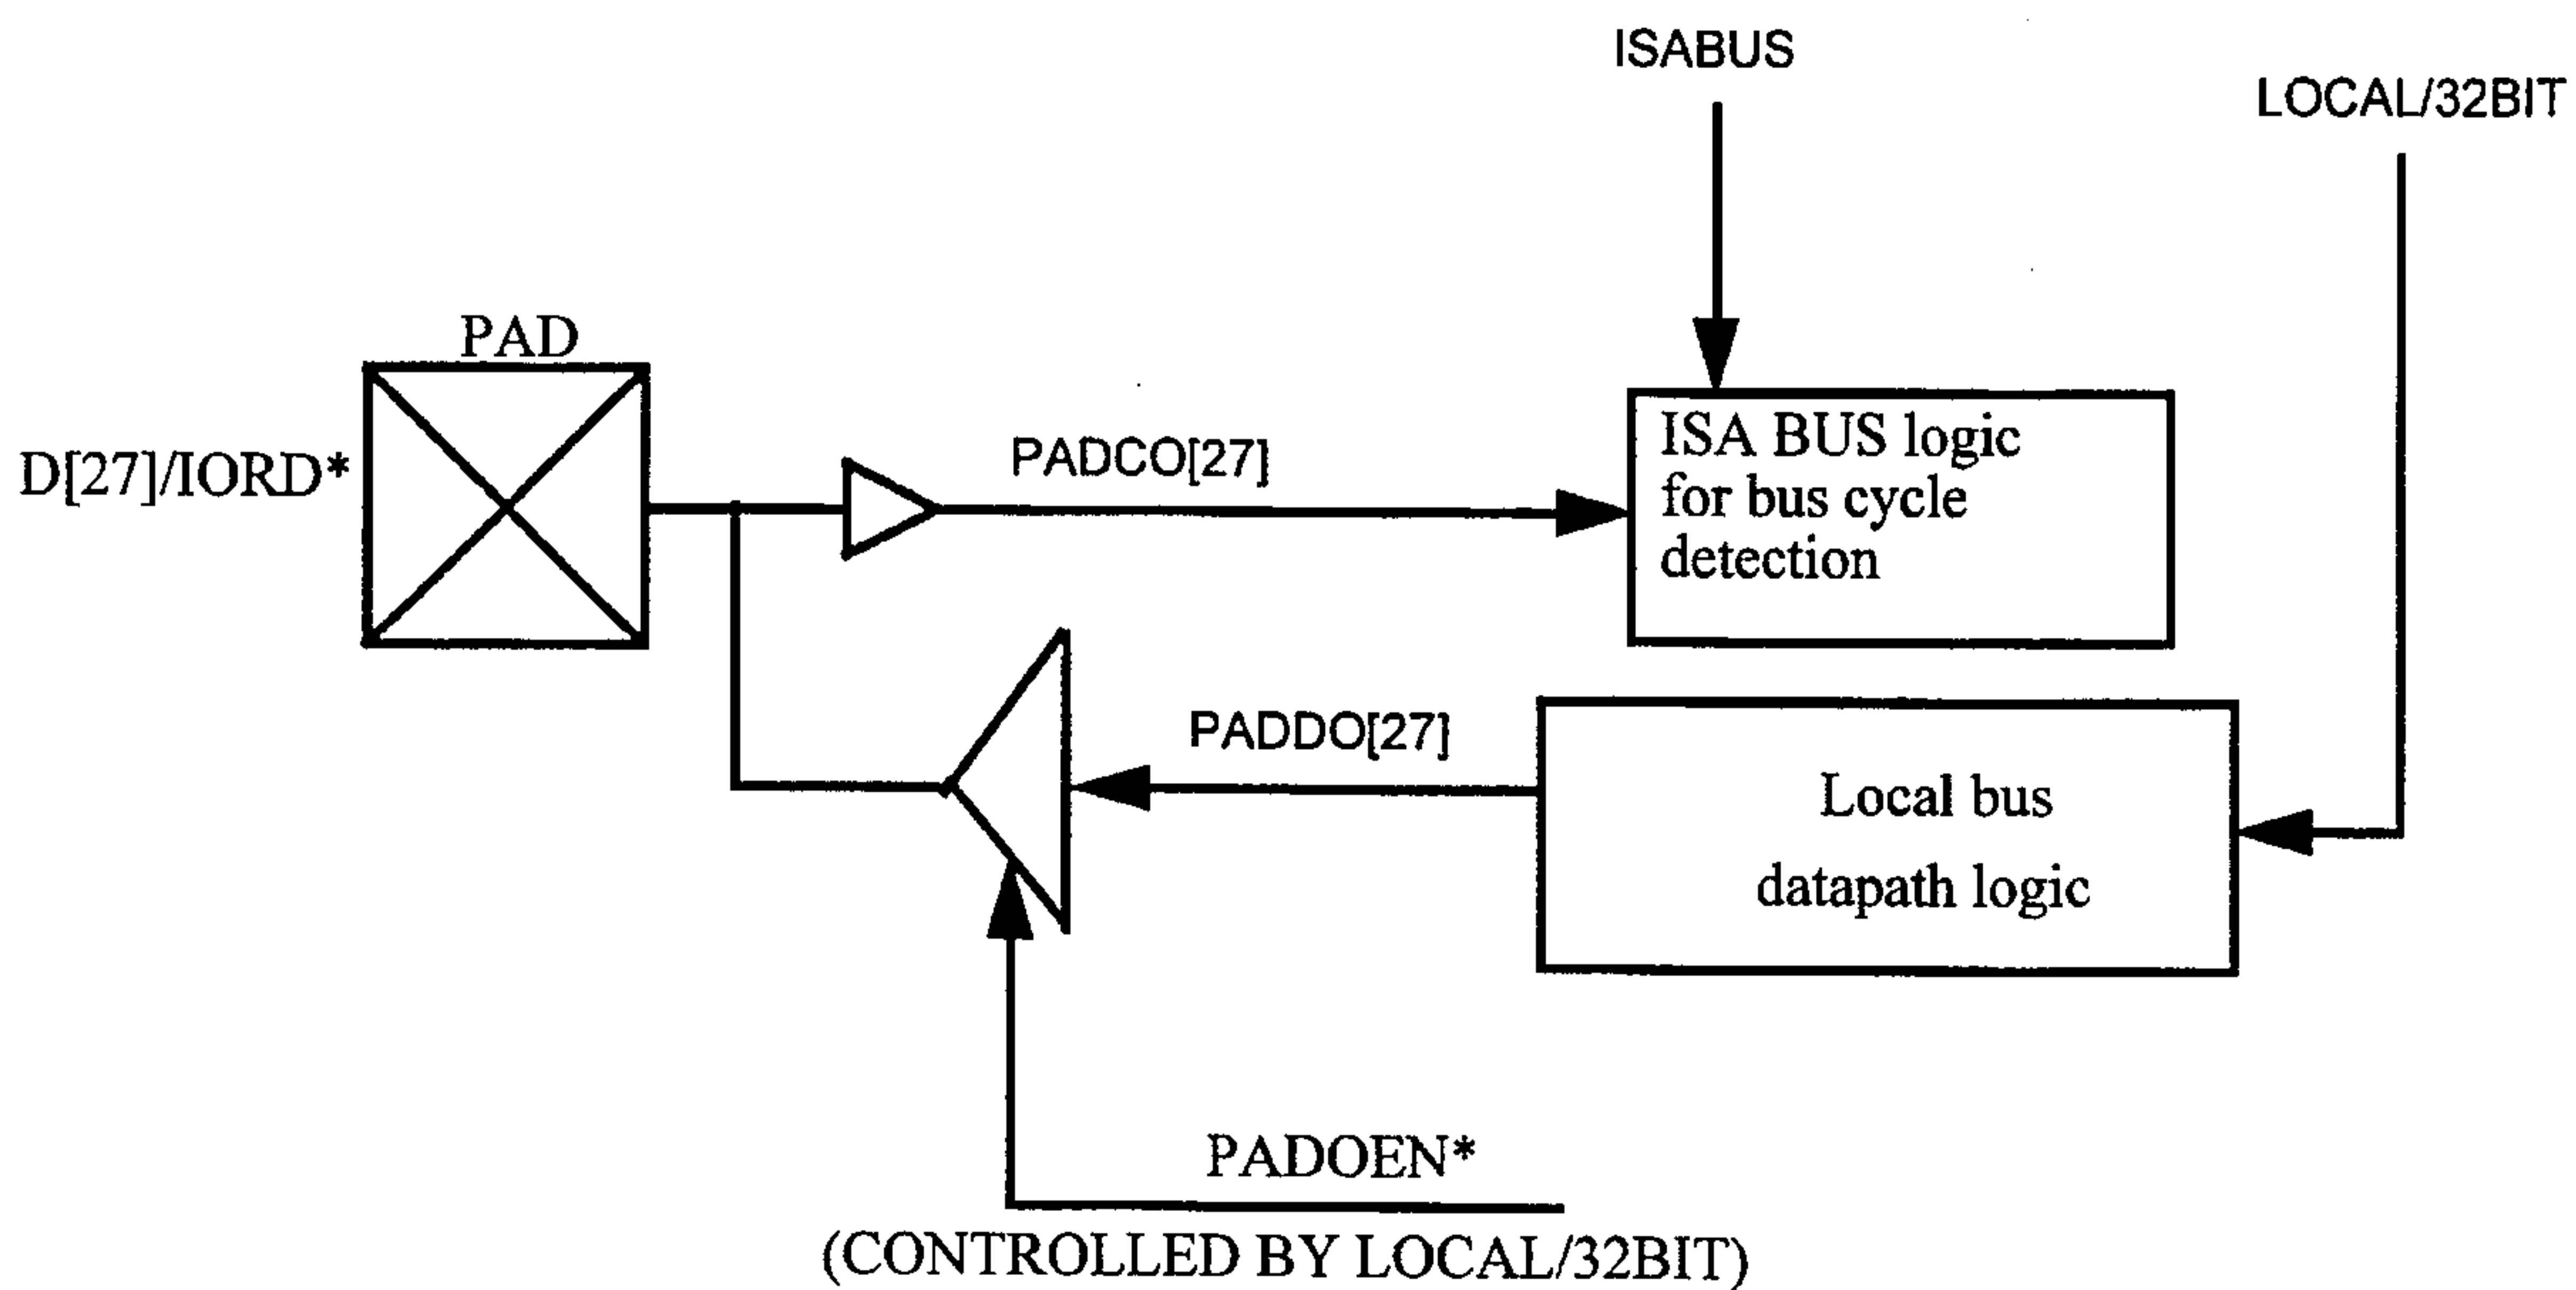 ISABUS
LOCAL/32BIT
PAD
D[27]/IORD*
PADCO[27]
ISA BUS logic
for bus cycle
detection
PADDO[27]
Local bus
datapath logic
PADOEN*
(CONTROLLED BY LOCAL/32BIT)